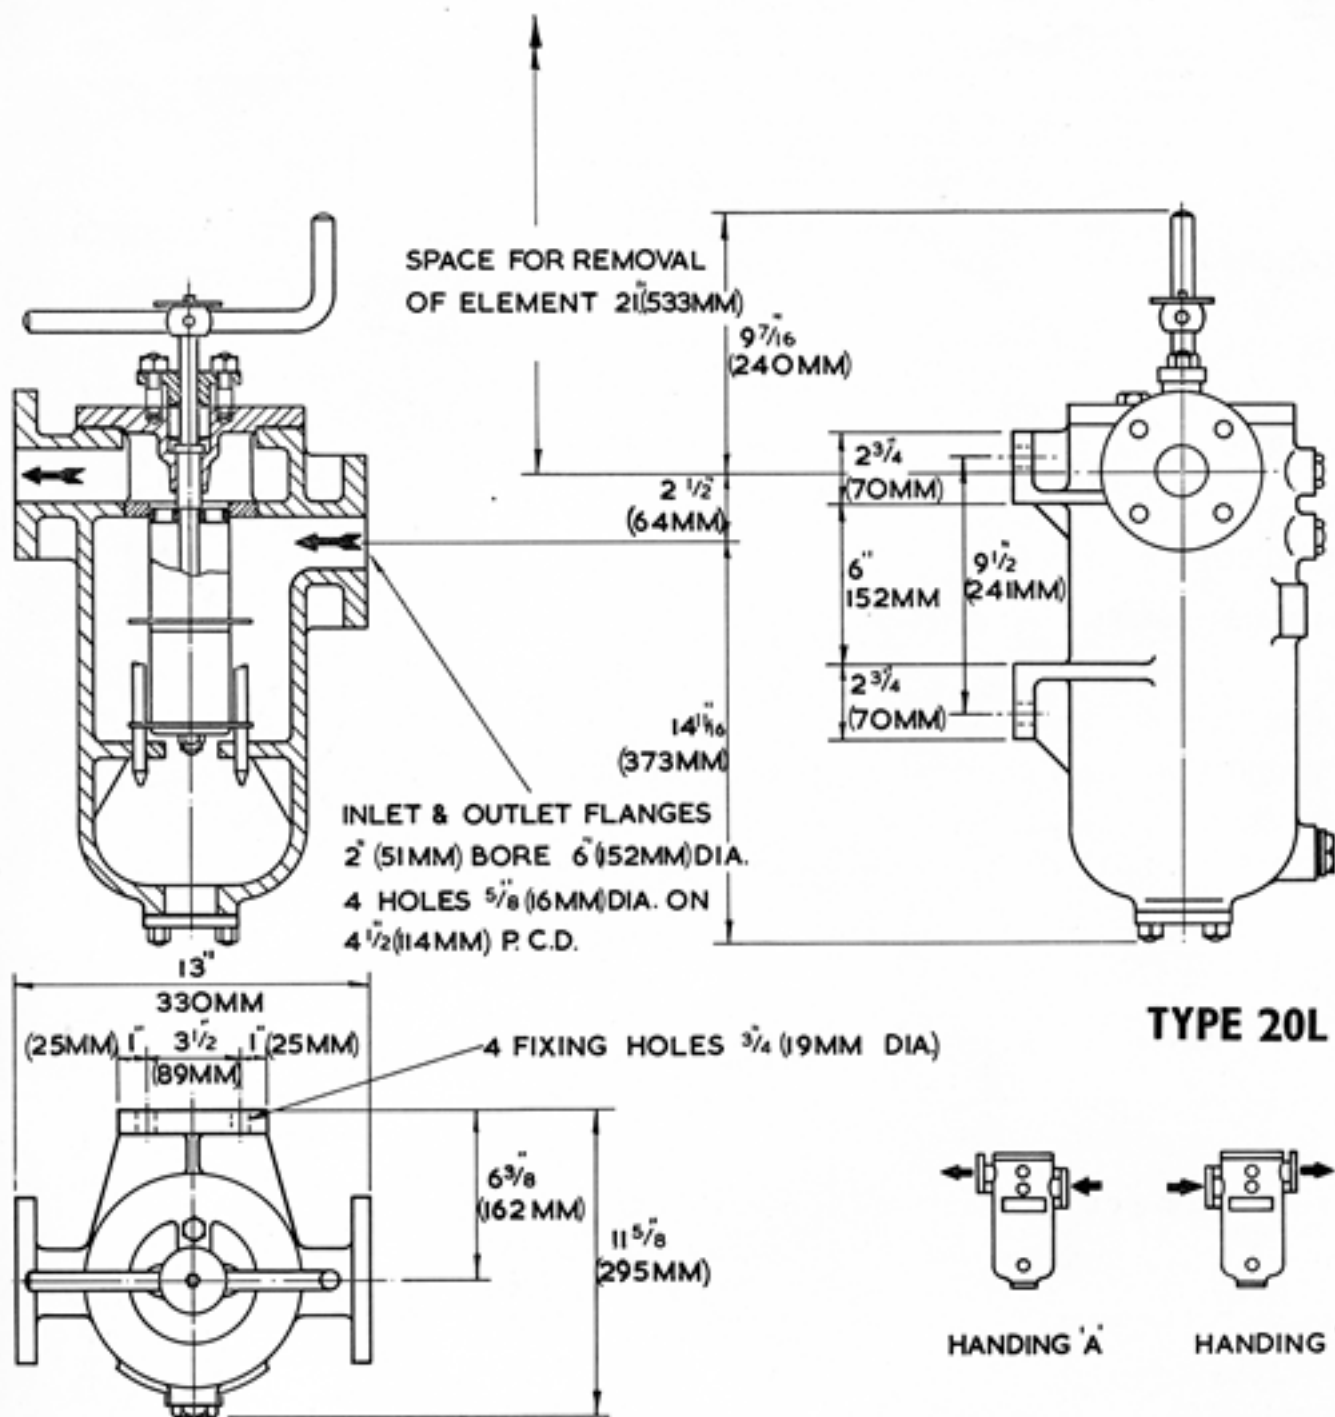 SPACE FOR REMOVAL
OF ELEMENT 21"(533MM)
9 7/16"
(240MM)
2 1/2"
(64MM)
14 11/16"
(373MM)
2 3/4"
(70MM)
6"
152MM
9 1/2"
(241MM)
2 3/4"
(70MM)
INLET & OUTLET FLANGES
2" (51MM) BORE 6"(152MM) DIA.
4 HOLES 5/8"(16MM)DIA. ON
4 1/2"(114MM) P.C.D.
13"
330MM
(25MM) 1" 3 1/2" 1" (25MM)
(89MM)
4 FIXING HOLES 3/4" (19MM DIA)
6 3/8"
(162 MM)
11 5/8"
(295MM)
TYPE 20L
HANDING 'A'
HANDING